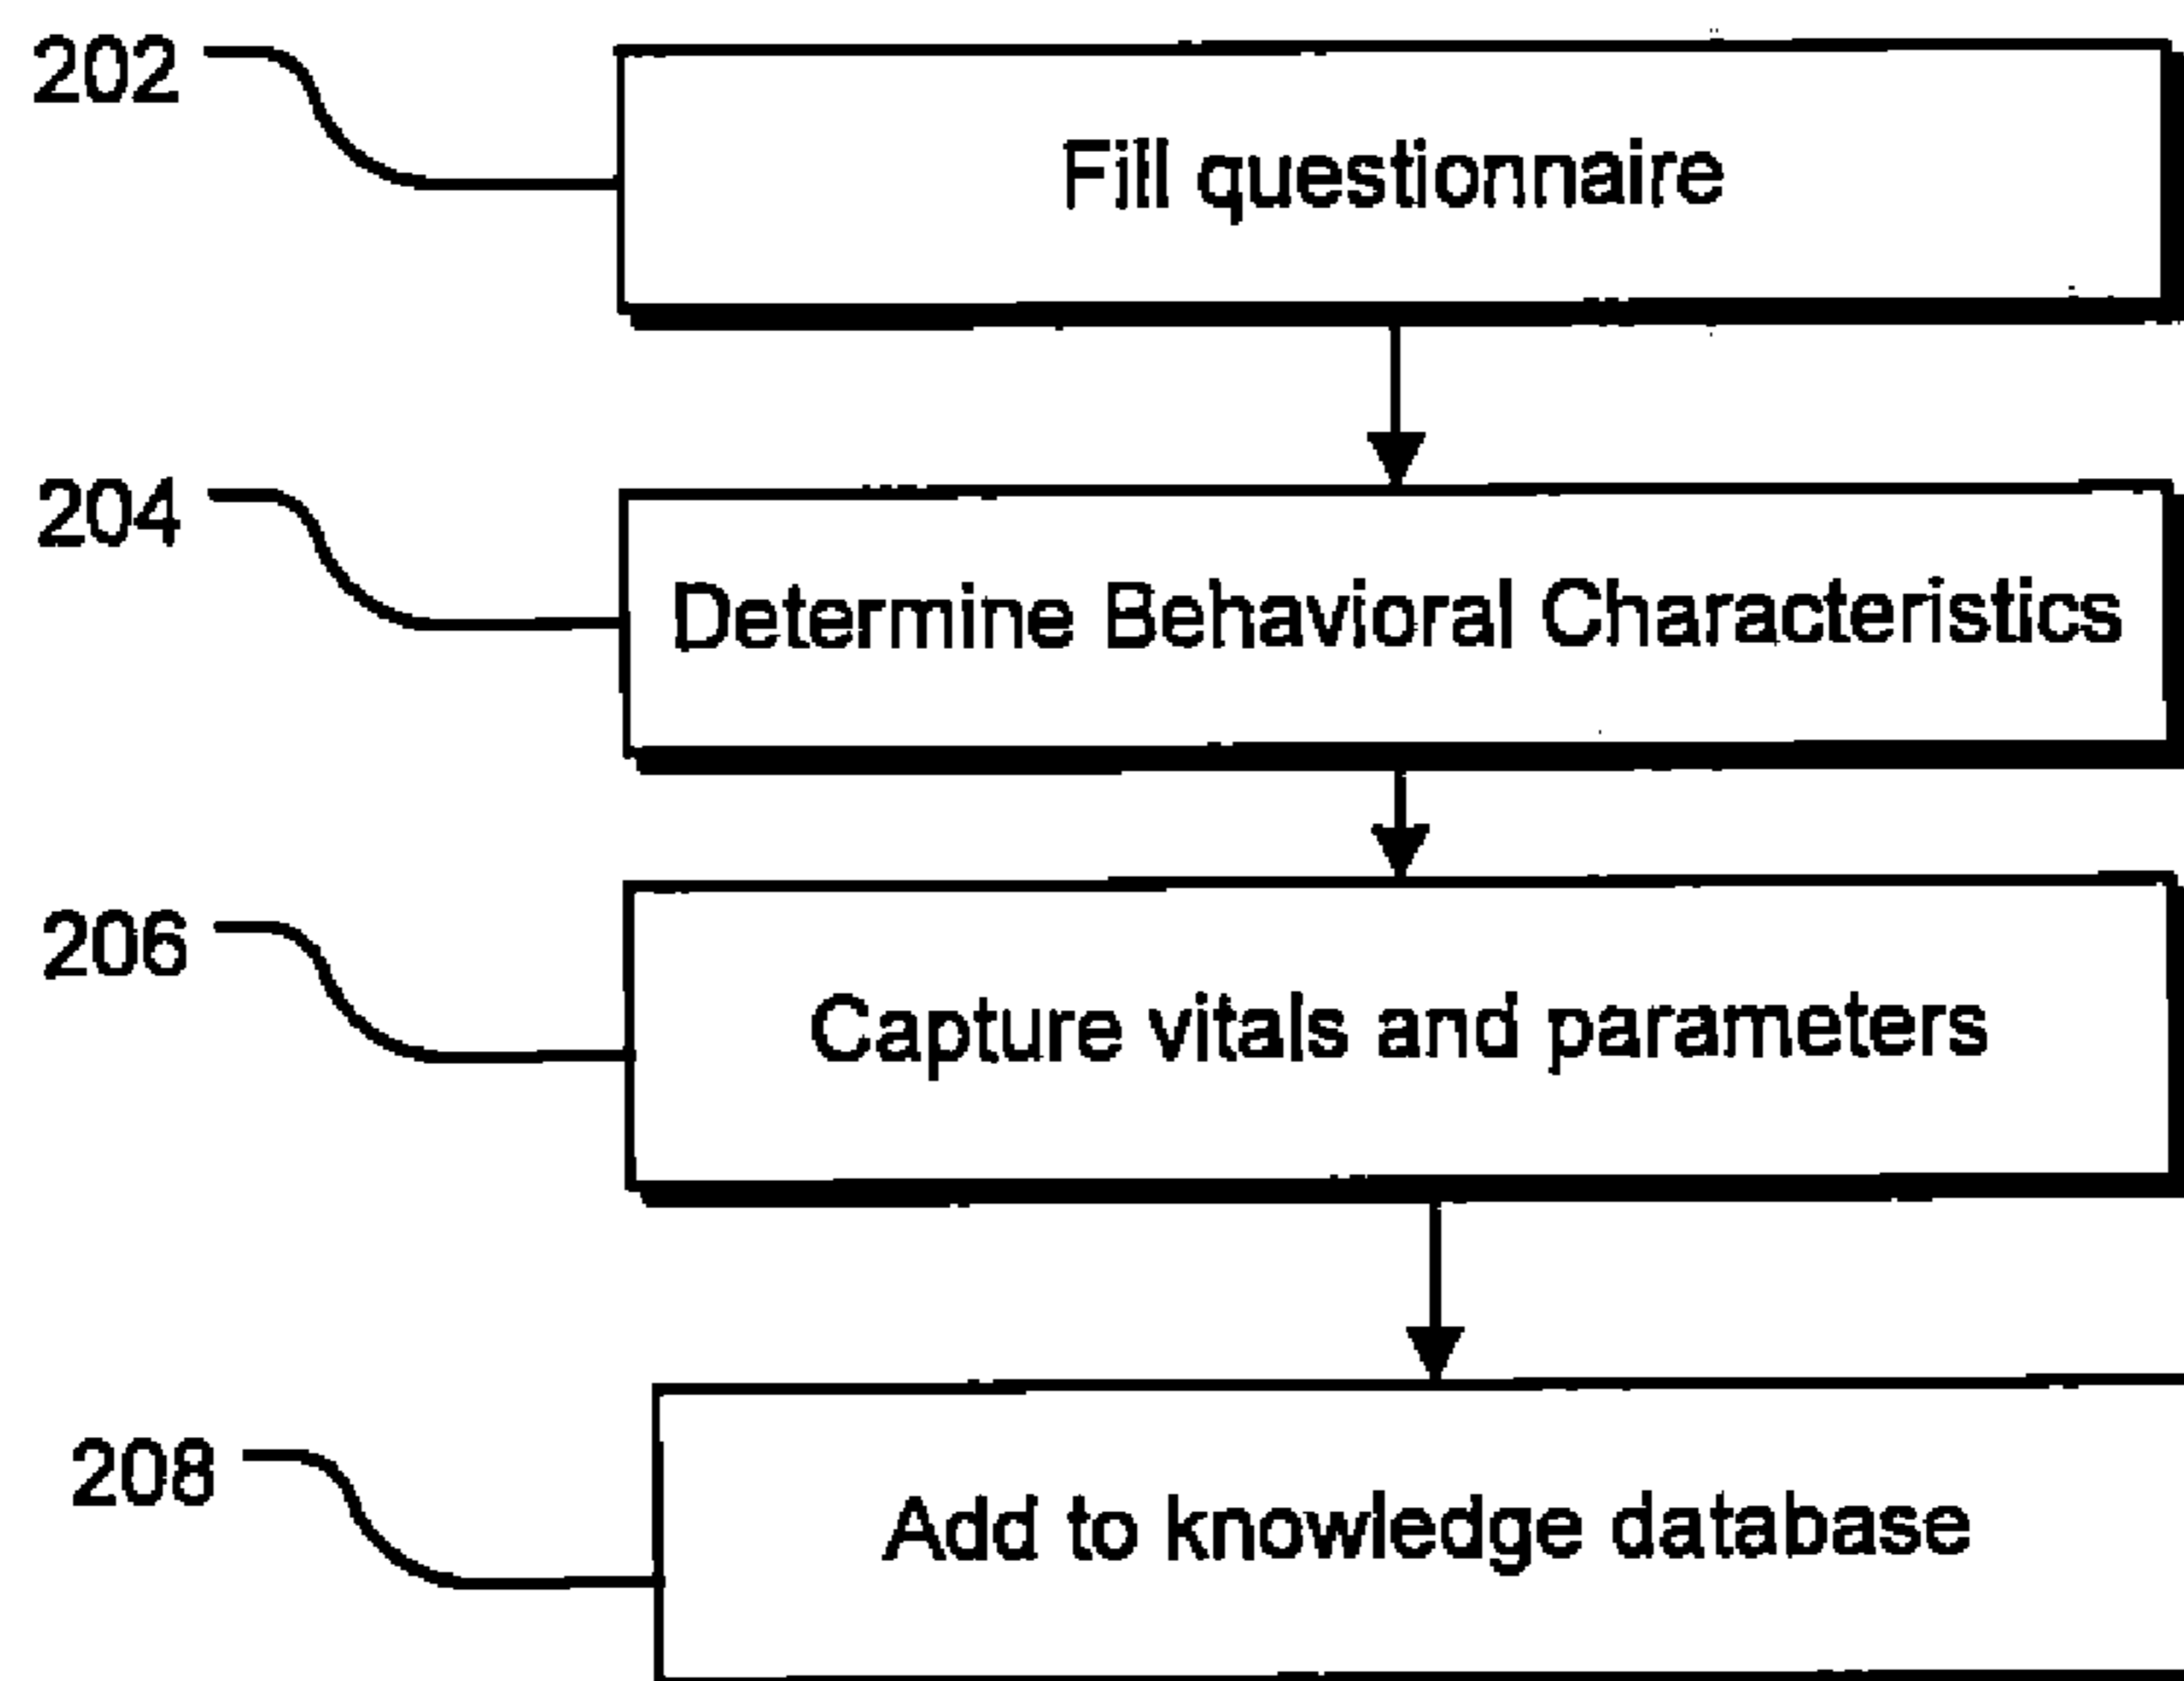 202
Fill questionnaire
204
Determine Behavioral Characteristics
206
Capture vitals and parameters
208
Add to knowledge database